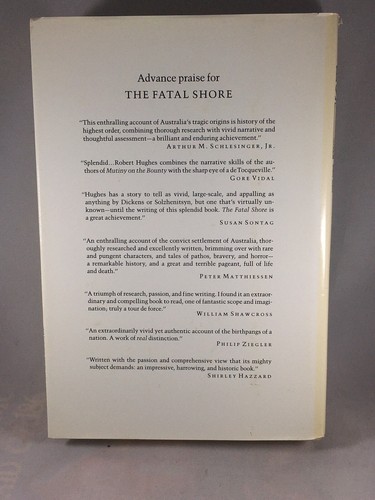 Advance praise for
THE FATAL SHORE
"This enthralling account of Australia's tragic origins is history of the
highest order, combining thorough research with vivid narrative and
thoughtful assessment—a brilliant and enduring achievement."
ARTHUR M. SCHLESINGER, JR.
"Splendid...Robert Hughes combines the narrative skills of the au-
thors of Mutiny on the Bounty with the sharp eye of a de Tocqueville."
GORE VIDAL
"Hughes has a story to tell as vivid, large-scale, and appalling as
anything by Dickens or Solzhenitsyn, but one that's virtually un-
known—until the writing of this splendid book. The Fatal Shore is
a great achievement."
SUSAN SONTAG
"An enthralling account of the convict settlement of Australia, thor-
oughly researched and excellently written, brimming over with rare
and pungent characters, and tales of pathos, bravery, and horror—
a remarkable history, and a great and terrible pageant, full of life
and death."
PETER MATTHIESSEN
"A triumph of research, passion, and fine writing. I found it an extraor-
dinary and compelling book to read, one of fantastic scope and imagi-
nation; truly a tour de force."
WILLIAM SHAWCROSS
"An extraordinarily vivid yet authentic account of the birthpangs of a
nation. A work of real distinction."
PHILIP ZIEGLER
"Written with the passion and comprehensive view that its mighty
subject demands: an impressive, harrowing, and historic book."
SHIRLEY HAZZARD